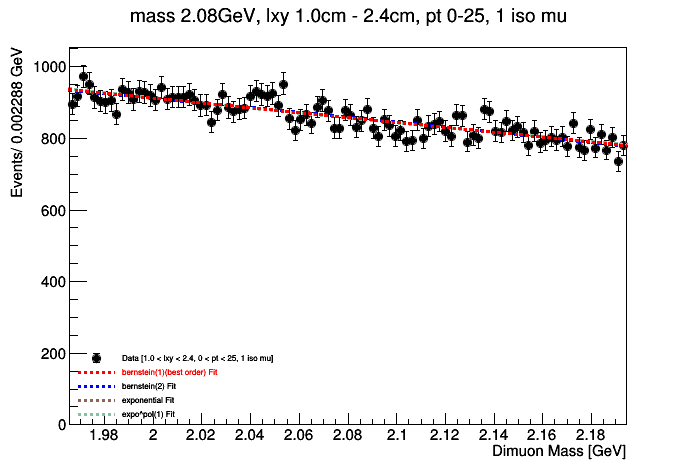 mass 2.08GeV, lxy 1.0cm - 2.4cm, pt 0-25, 1 iso mu
Events/ 0.002288 GeV
1000
800
600
400
200
0
Data [1.0 < lxy < 2.4, 0 < pt < 25, 1 iso mu]
bernstein(1)(best order) Fit
bernstein(2) Fit
exponential Fit
expo*pol(1) Fit
1.98 2 2.02 2.04 2.06 2.08 2.1 2.12 2.14 2.16 2.18
Dimuon Mass [GeV]